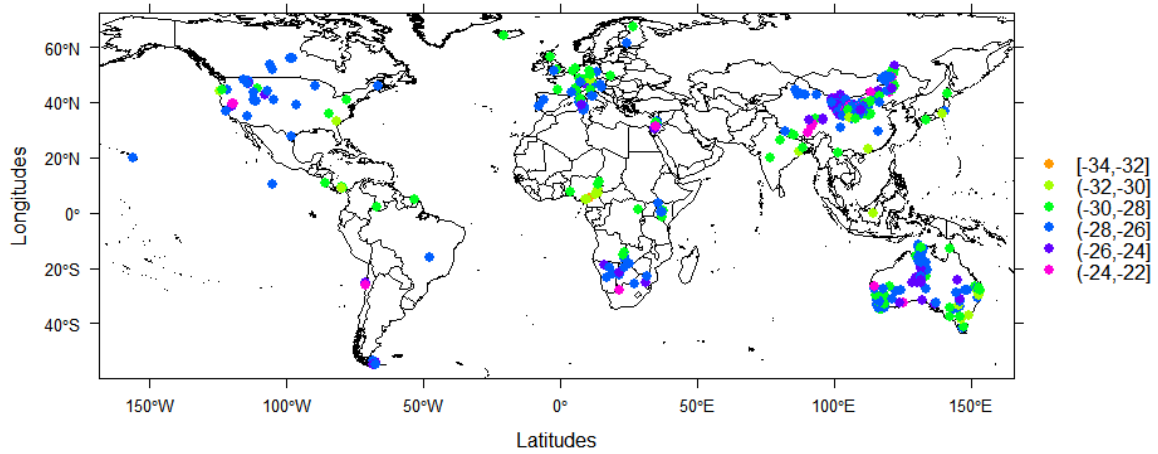 60°N
40°N
20°N
0°
20°S
40°S
Longitudes
150°W
100°W
50°W
0°
50°E
100°E
150°E
Latitudes
[-34,-32]
(-32,-30]
(-30,-28]
(-28,-26]
(-26,-24]
(-24,-22]